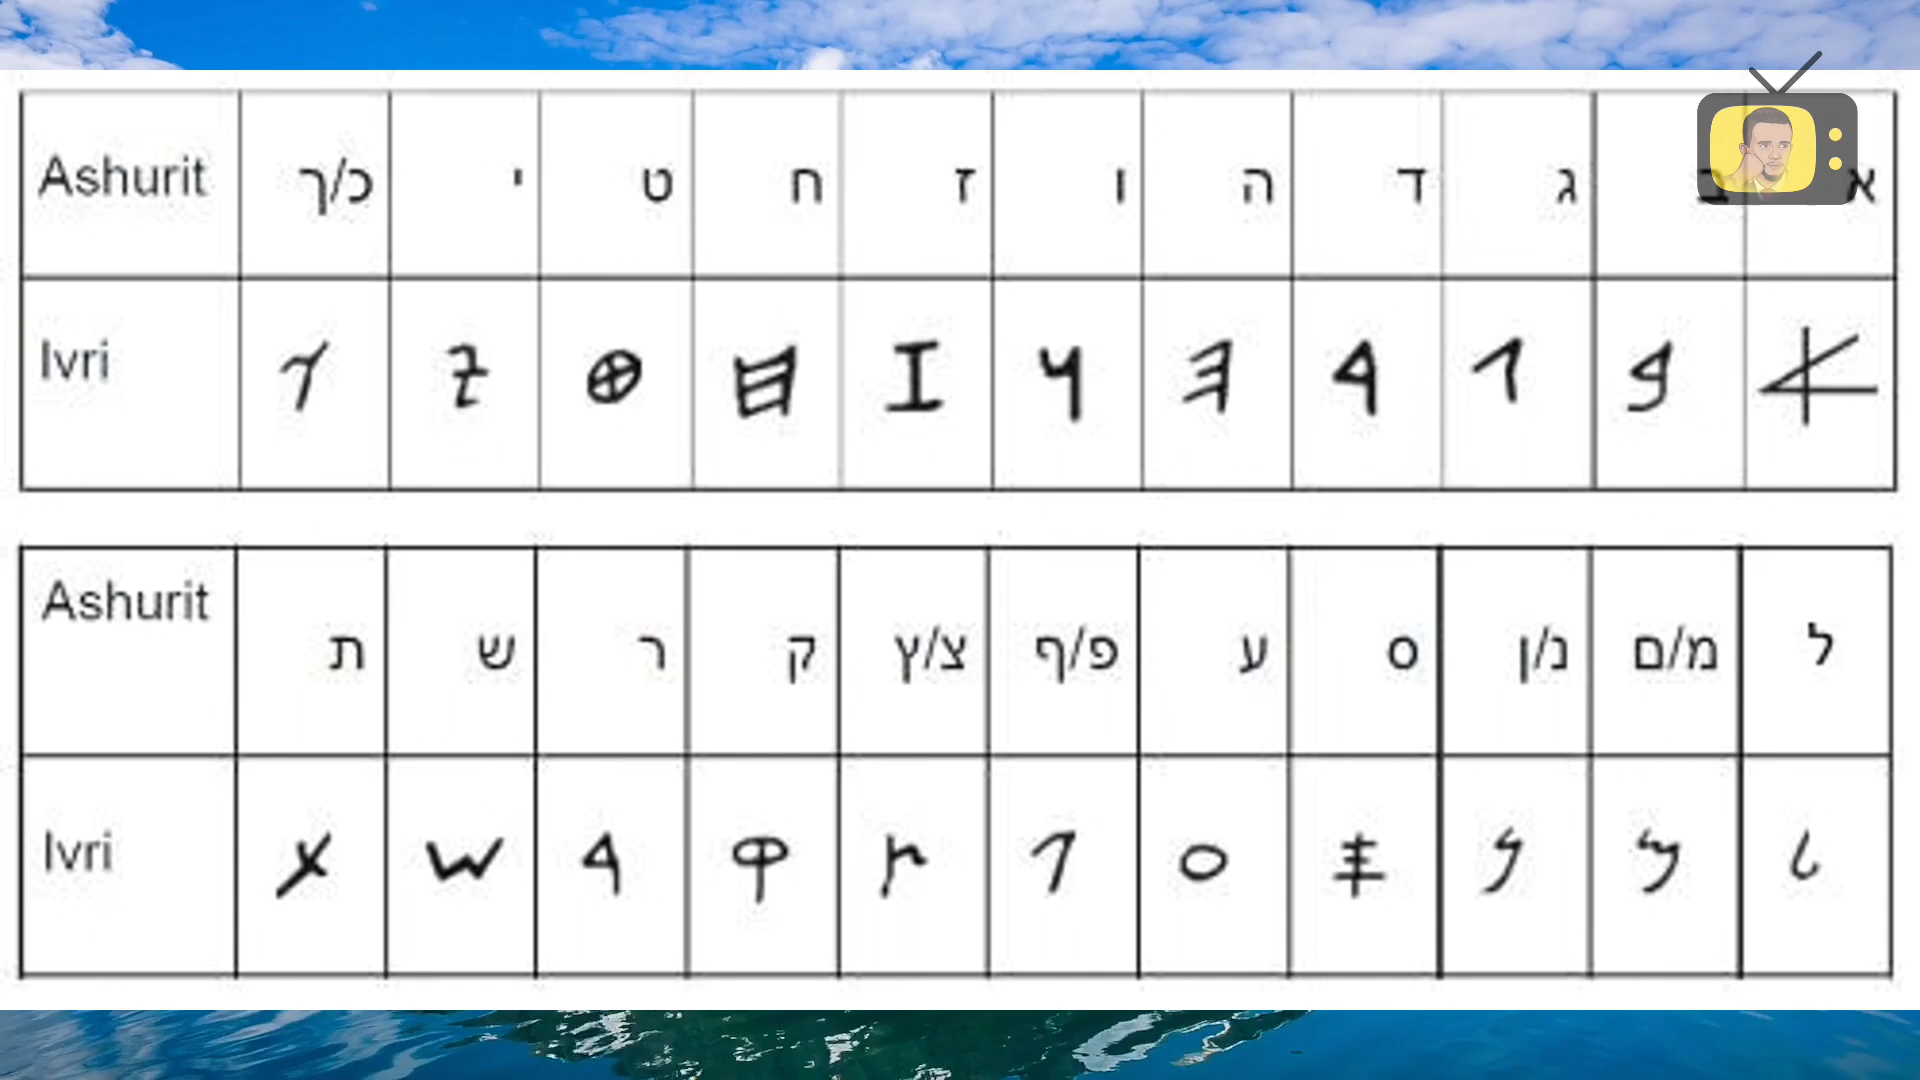 Ashurit א ב ג ד ה ו ז ח ט י כ/ך
Ivri 𐤀 𐤁 𐤂 𐤃 𐤄 𐤅 𐤆 𐤇 𐤈 𐤉 𐤊
Ashurit ל מ/ם נ/ן ס ע פ/ף צ/ץ ק ר ש ת
Ivri 𐤋 𐤌 𐤍 𐤎 𐤏 𐤐 𐤑 𐤒 𐤓 𐤔 𐤕